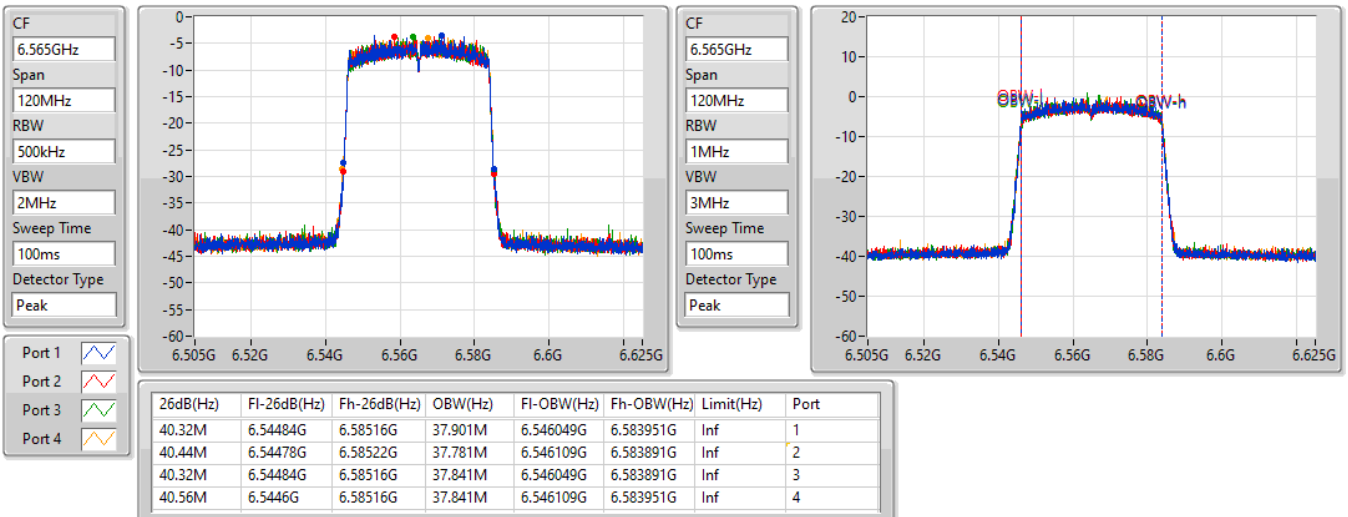 CF
6.565GHz
Span
120MHz
RBW
500kHz
VBW
2MHz
Sweep Time
100ms
Detector Type
Peak
0
-5
-10
-15
-20
-25
-30
-35
-40
-45
-50
-55
-60
6.505G 6.52G 6.54G 6.56G 6.58G 6.6G 6.625G
CF
6.565GHz
Span
120MHz
RBW
1MHz
VBW
3MHz
Sweep Time
100ms
Detector Type
Peak
20
10
0
-10
-20
-30
-40
-50
-60
OBW-l OBW-h
6.505G 6.52G 6.54G 6.56G 6.58G 6.6G 6.625G
Port 1
Port 2
Port 3
Port 4
26dB(Hz) Fl-26dB(Hz) Fh-26dB(Hz) OBW(Hz) Fl-OBW(Hz) Fh-OBW(Hz) Limit(Hz) Port
40.32M 6.54484G 6.58516G 37.901M 6.546049G 6.583951G Inf 1
40.44M 6.54478G 6.58522G 37.781M 6.546109G 6.583891G Inf 2
40.32M 6.54484G 6.58516G 37.841M 6.546049G 6.583891G Inf 3
40.56M 6.5446G 6.58516G 37.841M 6.546109G 6.583951G Inf 4